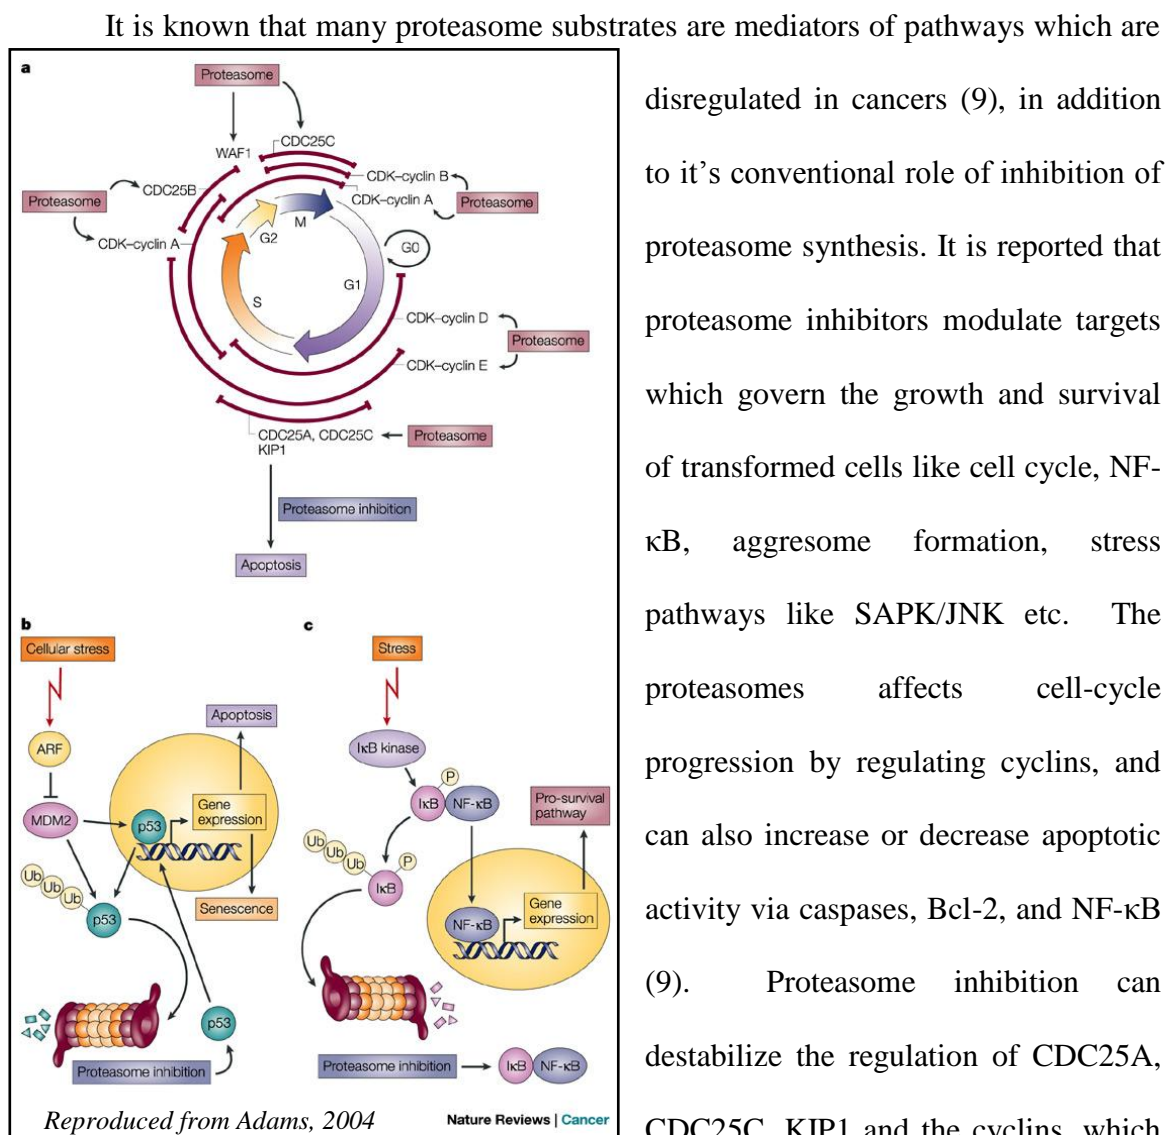 It is known that many proteasome substrates are mediators of pathways which are
disregulated in cancers (9), in addition
to it’s conventional role of inhibition of
proteasome synthesis. It is reported that
proteasome inhibitors modulate targets
which govern the growth and survival
of transformed cells like cell cycle, NF-
κB, aggresome formation, stress
pathways like SAPK/JNK etc. The
proteasomes affects cell-cycle
progression by regulating cyclins, and
can also increase or decrease apoptotic
activity via caspases, Bcl-2, and NF-κB
(9). Proteasome inhibition can
destabilize the regulation of CDC25A,
CDC25C, KIP1 and the cyclins, which
a
Proteasome
CDC25C
WAF1
CDK–cyclin B
CDC25B
Proteasome
CDK–cyclin A
Proteasome
CDK–cyclin A
M
G2
G0
G1
S
CDK–cyclin D
Proteasome
CDK–cyclin E
CDC25A, CDC25C
KIP1
Proteasome
Proteasome inhibition
Apoptosis
b
Cellular stress
ARF
MDM2
Apoptosis
Gene
expression
p53
Senescence
Ub
Ub
Ub
p53
p53
Proteasome inhibition
c
Stress
IκB kinase
P
IκB
NF-κB
Pro-survival
pathway
Ub
Ub
Ub
P
IκB
Gene
expression
NF-κB
Proteasome inhibition
IκB
NF-κB
Reproduced from Adams, 2004
Nature Reviews | Cancer